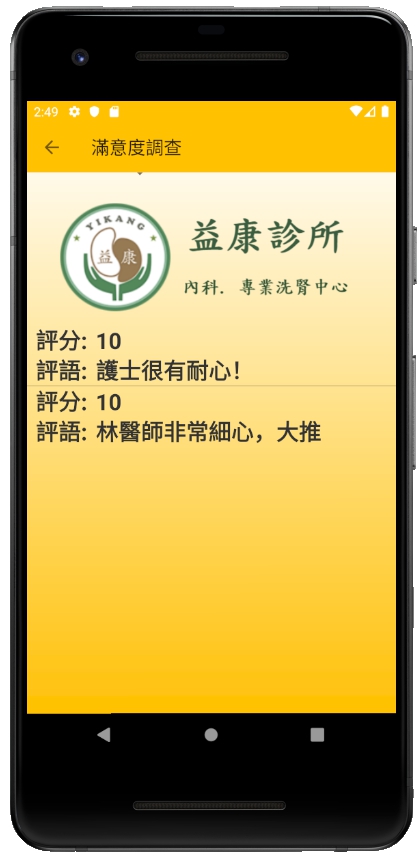 2:49
滿意度調查
YIKANG
益 康
益康診所
內科．專業洗腎中心
評分: 10
評語: 護士很有耐心!
評分: 10
評語: 林醫師非常細心，大推